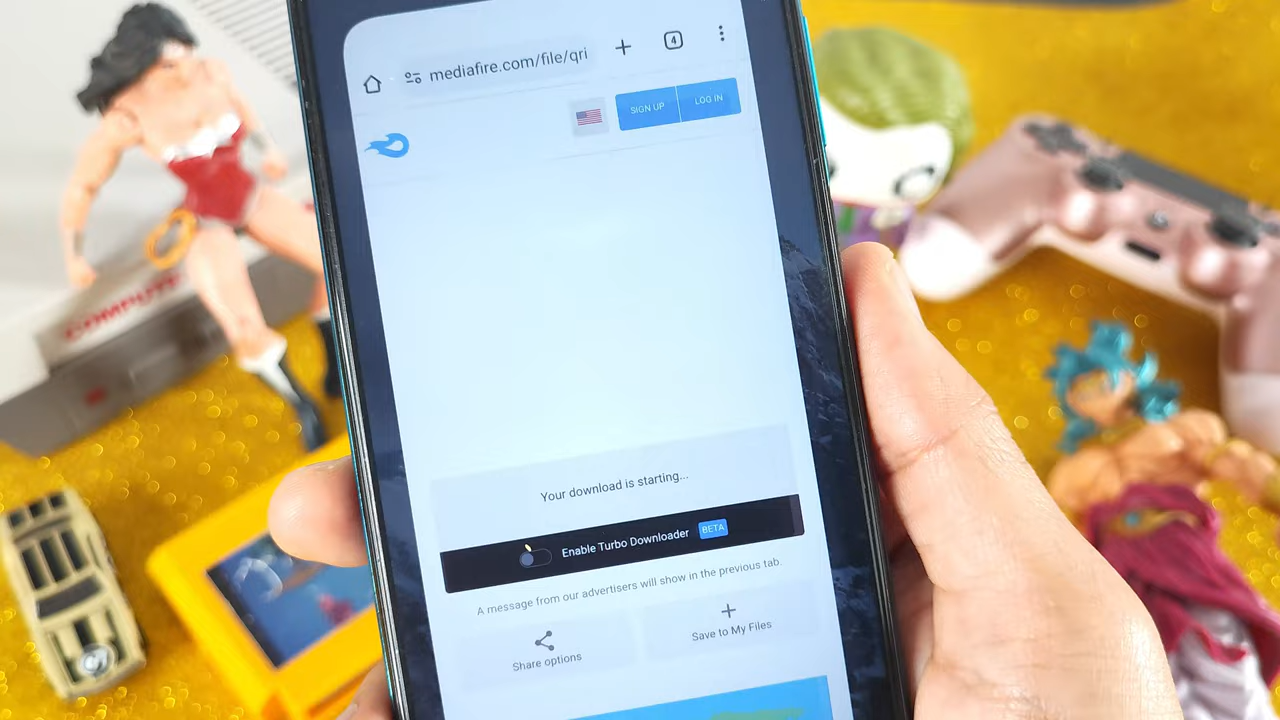 mediafire.com/file/qri
4
SIGN UP
LOG IN
Your download is starting...
Enable Turbo Downloader
BETA
A message from our advertisers will show in the previous tab.
Share options
Save to My Files